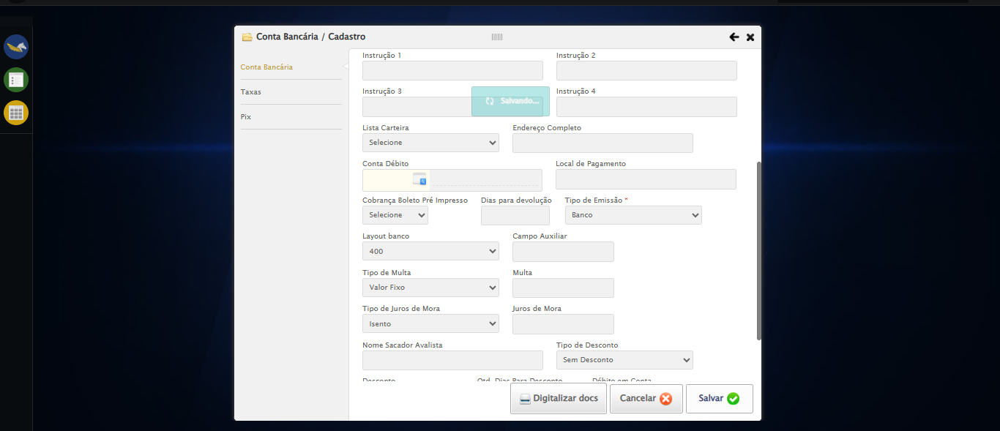 Conta Bancária / Cadastro
Conta Bancária
Taxas
Pix
Instrução 1
Instrução 2
Instrução 3
Salvando...
Instrução 4
Lista Carteira
Endereço Completo
Selecione
Conta Débito
Local de Pagamento
Cobrança Boleto Pré Impresso
Dias para devolução
Tipo de Emissão *
Selecione
Banco
Layout banco
Campo Auxiliar
400
Tipo de Multa
Multa
Valor Fixo
Tipo de Juros de Mora
Juros de Mora
Isento
Nome Sacador Avalista
Tipo de Desconto
Sem Desconto
Desconto
Qtd. Dias Para Desconto
Débito em Conta
Digitalizar docs
Cancelar
Salvar